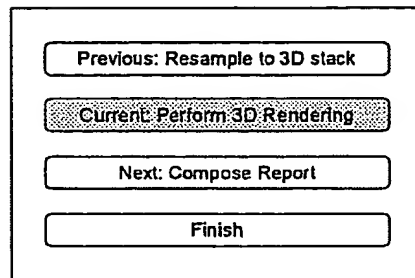 Previous: Resample to 3D stack
Current: Perform 3D Rendering
Next: Compose Report
Finish